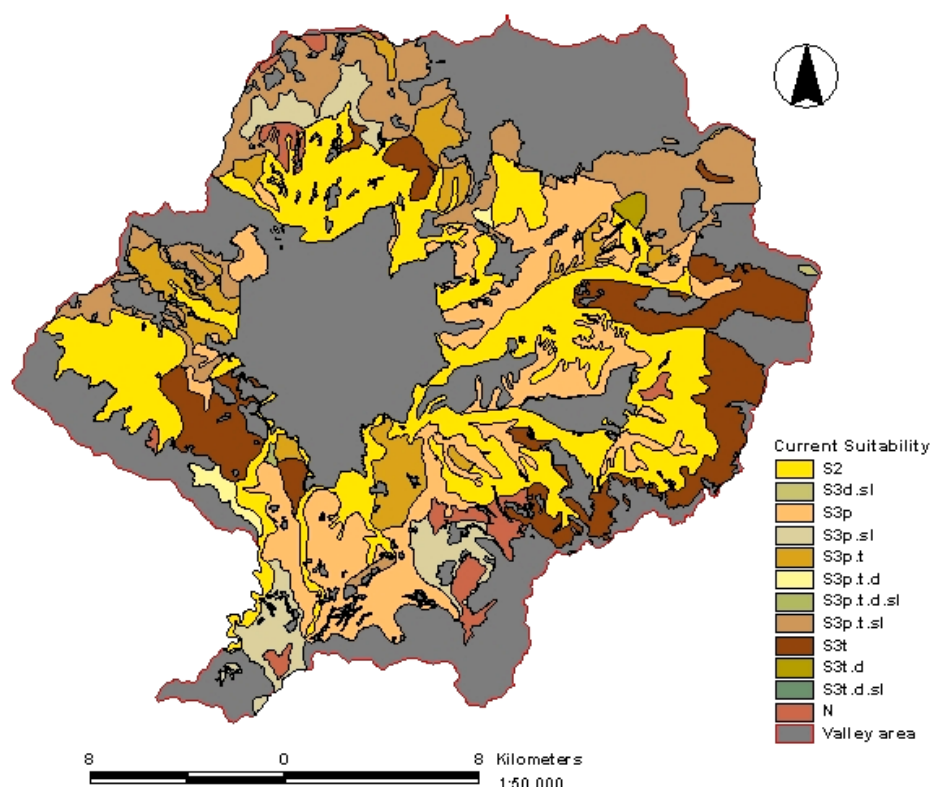 Current Suitability
S2
S3d.sl
S3p
S3p.sl
S3p.t
S3p.t.d
S3p.t.d.sl
S3p.t.sl
S3t
S3t.d
S3t.d.sl
N
Valley area
8 0 8 Kilometers
1:50,000